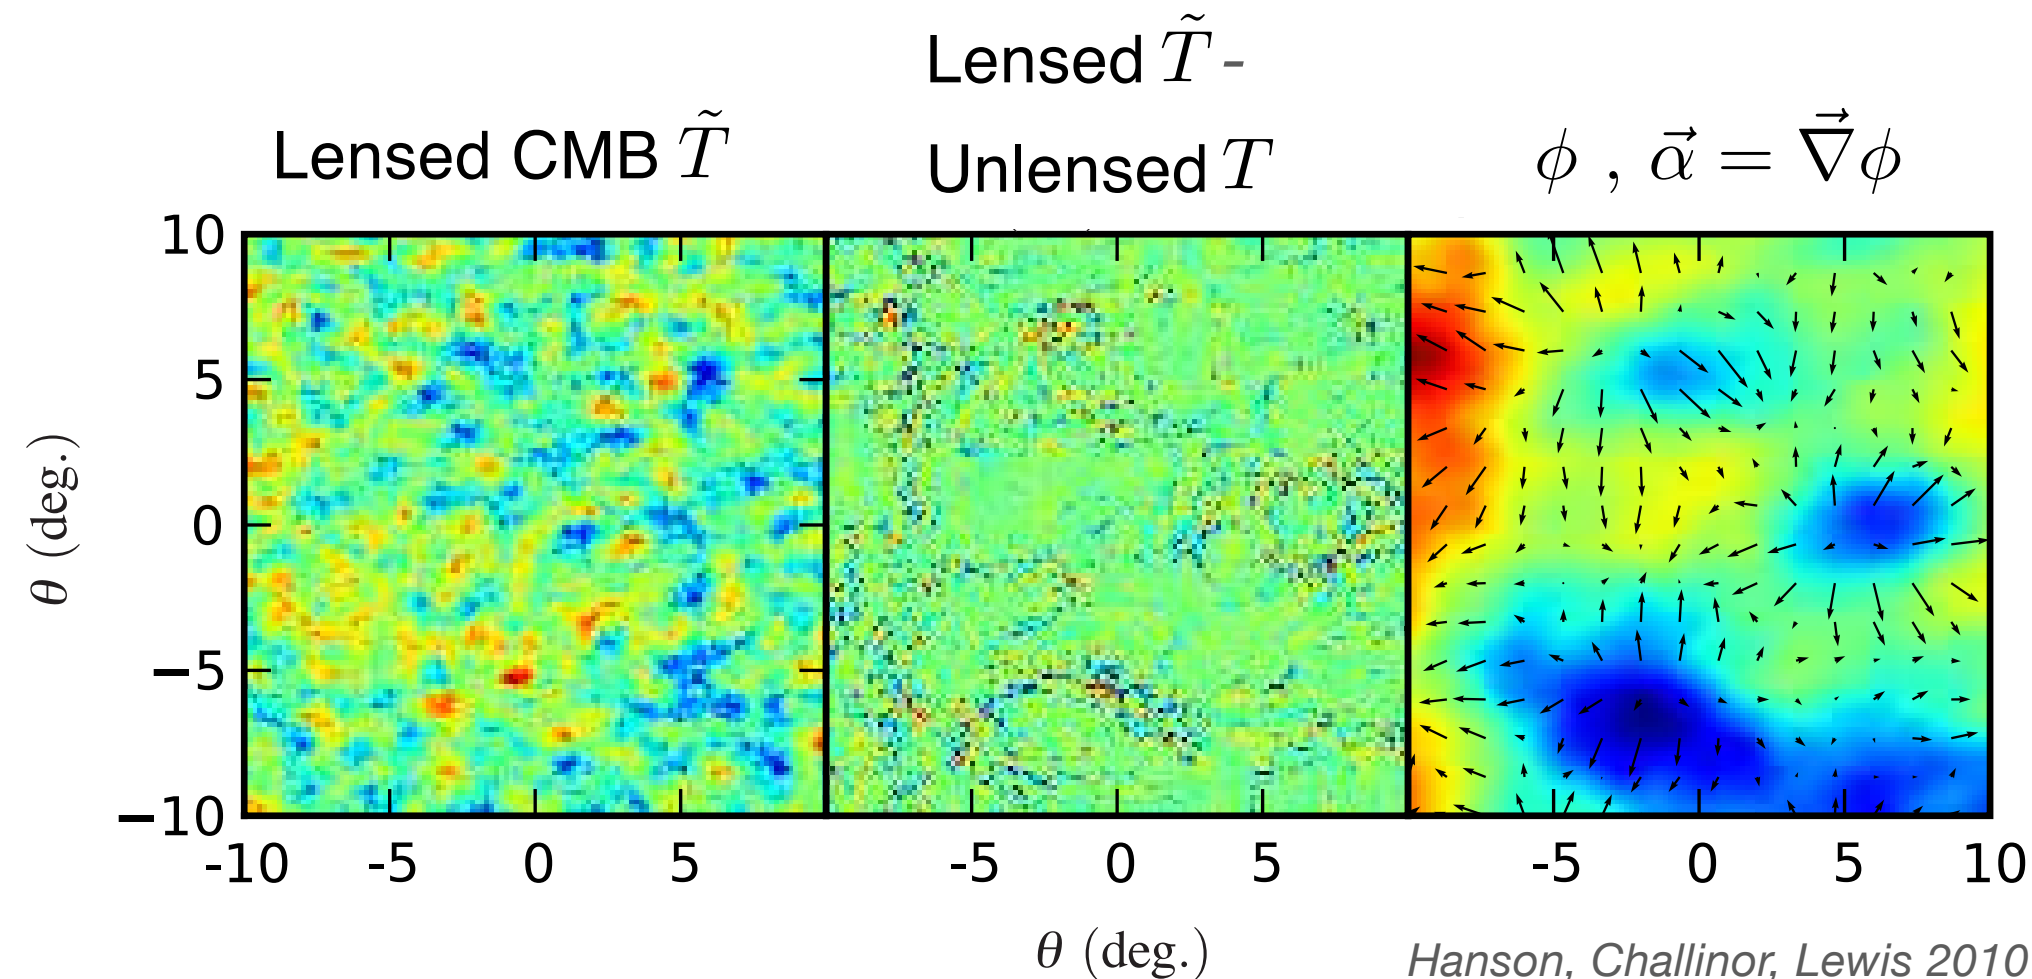 Lensed CMB T̃
Lensed T̃ -
Unlensed T
ϕ , α⃗ = ∇⃗ϕ
θ (deg.)
10
5
0
−5
−10
-10 -5 0 5
-5 0 5
-5 0 5 10
θ (deg.)
Hanson, Challinor, Lewis 2010